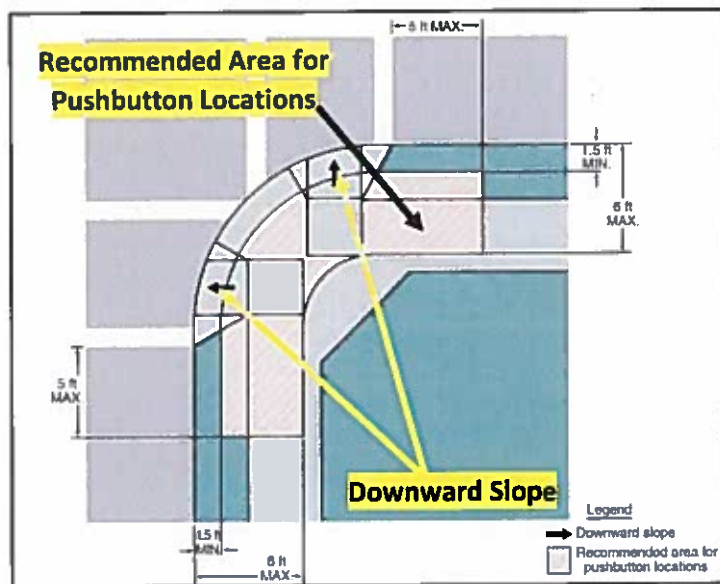 5 ft MAX.
Recommended Area for
Pushbutton Locations
1.5 ft
MIN.
6 ft
MAX.
5 ft
MAX
Downward Slope
1.5 ft
MIN.
6 ft
MAX
Legend
Downward slope
Recommended area for
pushbutton locations